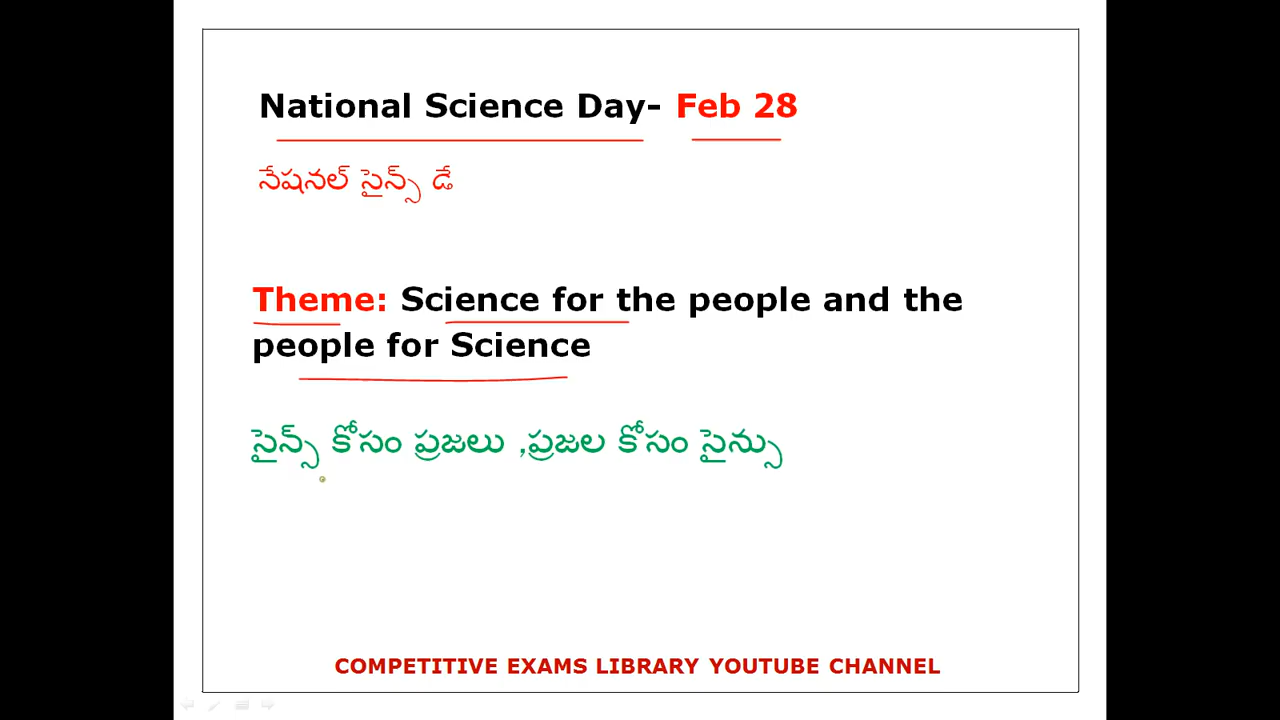 National Science Day- Feb 28
నేషనల్ సైన్స్ డే
Theme: Science for the people and the
people for Science
సైన్స్ కోసం ప్రజలు ,ప్రజల కోసం సైన్సు
COMPETITIVE EXAMS LIBRARY YOUTUBE CHANNEL